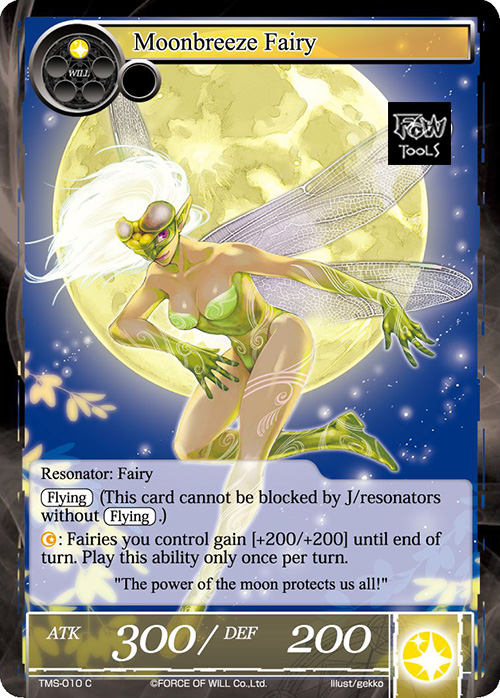 Moonbreeze Fairy
WILL
FOW
TOOLS
Resonator: Fairy
Flying (This card cannot be blocked by J/resonators
without Flying.)
: Fairies you control gain [+200/+200] until end of
turn. Play this ability only once per turn.
"The power of the moon protects us all!"
ATK 300/ DEF 200
TMS-010 C ©FORCE OF WILL Co.,Ltd. Illust/gekko